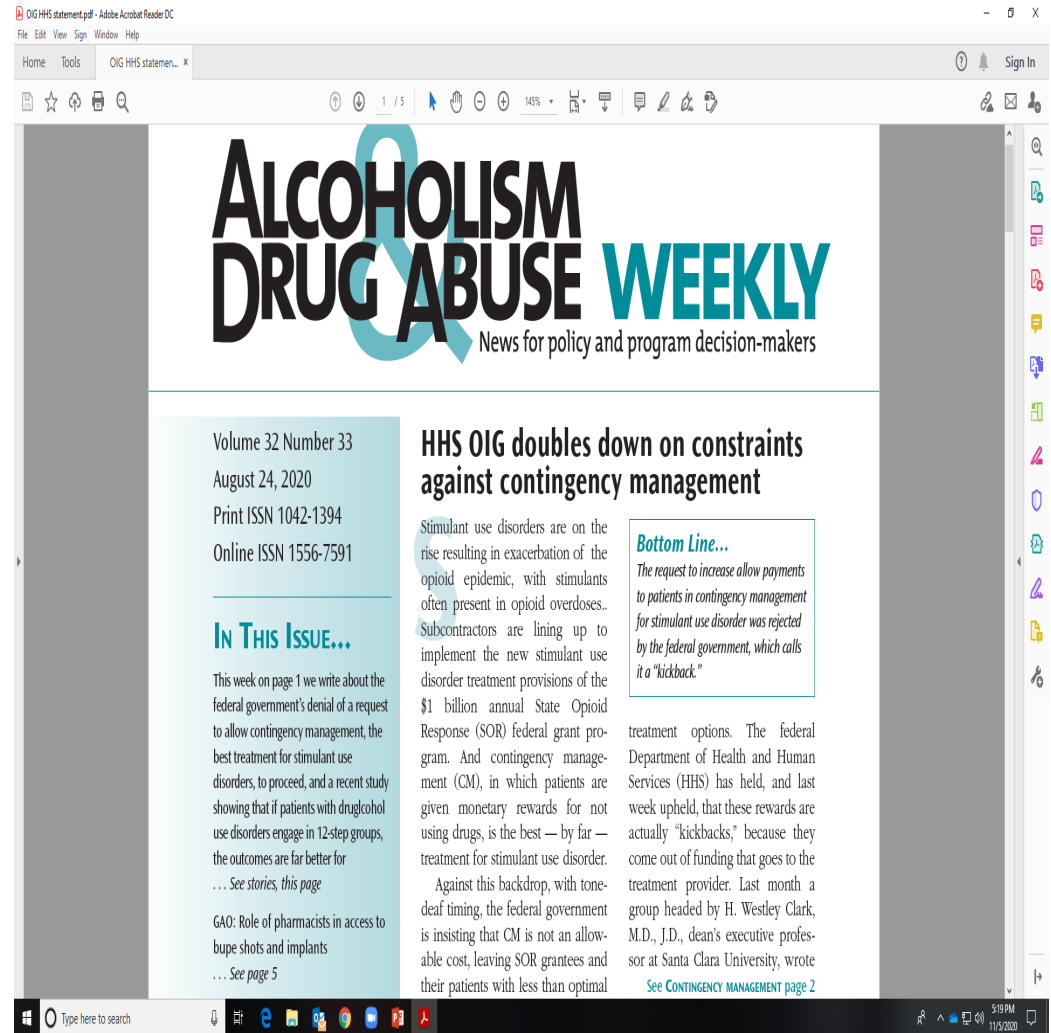 OIG HHS statement.pdf - Adobe Acrobat Reader DC
File Edit View Sign Window Help
Home Tools OIG HHS statemen... x
Sign In
1 / 5
145%
ALCOHOLISM
&
DRUG ABUSE WEEKLY
News for policy and program decision-makers
Volume 32 Number 33
August 24, 2020
Print ISSN 1042-1394
Online ISSN 1556-7591
IN THIS ISSUE...
This week on page 1 we write about the
federal government's denial of a request
to allow contingency management, the
best treatment for stimulant use
disorders, to proceed, and a recent study
showing that if patients with druglcohol
use disorders engage in 12-step groups,
the outcomes are far better for
. . . See stories, this page
GAO: Role of pharmacists in access to
bupe shots and implants
. . . See page 5
HHS OIG doubles down on constraints
against contingency management
S
Stimulant use disorders are on the
rise resulting in exacerbation of the
opioid epidemic, with stimulants
often present in opioid overdoses..
Subcontractors are lining up to
implement the new stimulant use
disorder treatment provisions of the
$1 billion annual State Opioid
Response (SOR) federal grant pro-
gram. And contingency manage-
ment (CM), in which patients are
given monetary rewards for not
using drugs, is the best — by far —
treatment for stimulant use disorder.
Against this backdrop, with tone-
deaf timing, the federal government
is insisting that CM is not an allow-
able cost, leaving SOR grantees and
their patients with less than optimal
Bottom Line...
The request to increase allow payments
to patients in contingency management
for stimulant use disorder was rejected
by the federal government, which calls
it a "kickback."
treatment options. The federal
Department of Health and Human
Services (HHS) has held, and last
week upheld, that these rewards are
actually "kickbacks," because they
come out of funding that goes to the
treatment provider. Last month a
group headed by H. Westley Clark,
M.D., J.D., dean's executive profes-
sor at Santa Clara University, wrote
See CONTINGENCY MANAGEMENT page 2
Type here to search
5:19 PM
11/5/2020